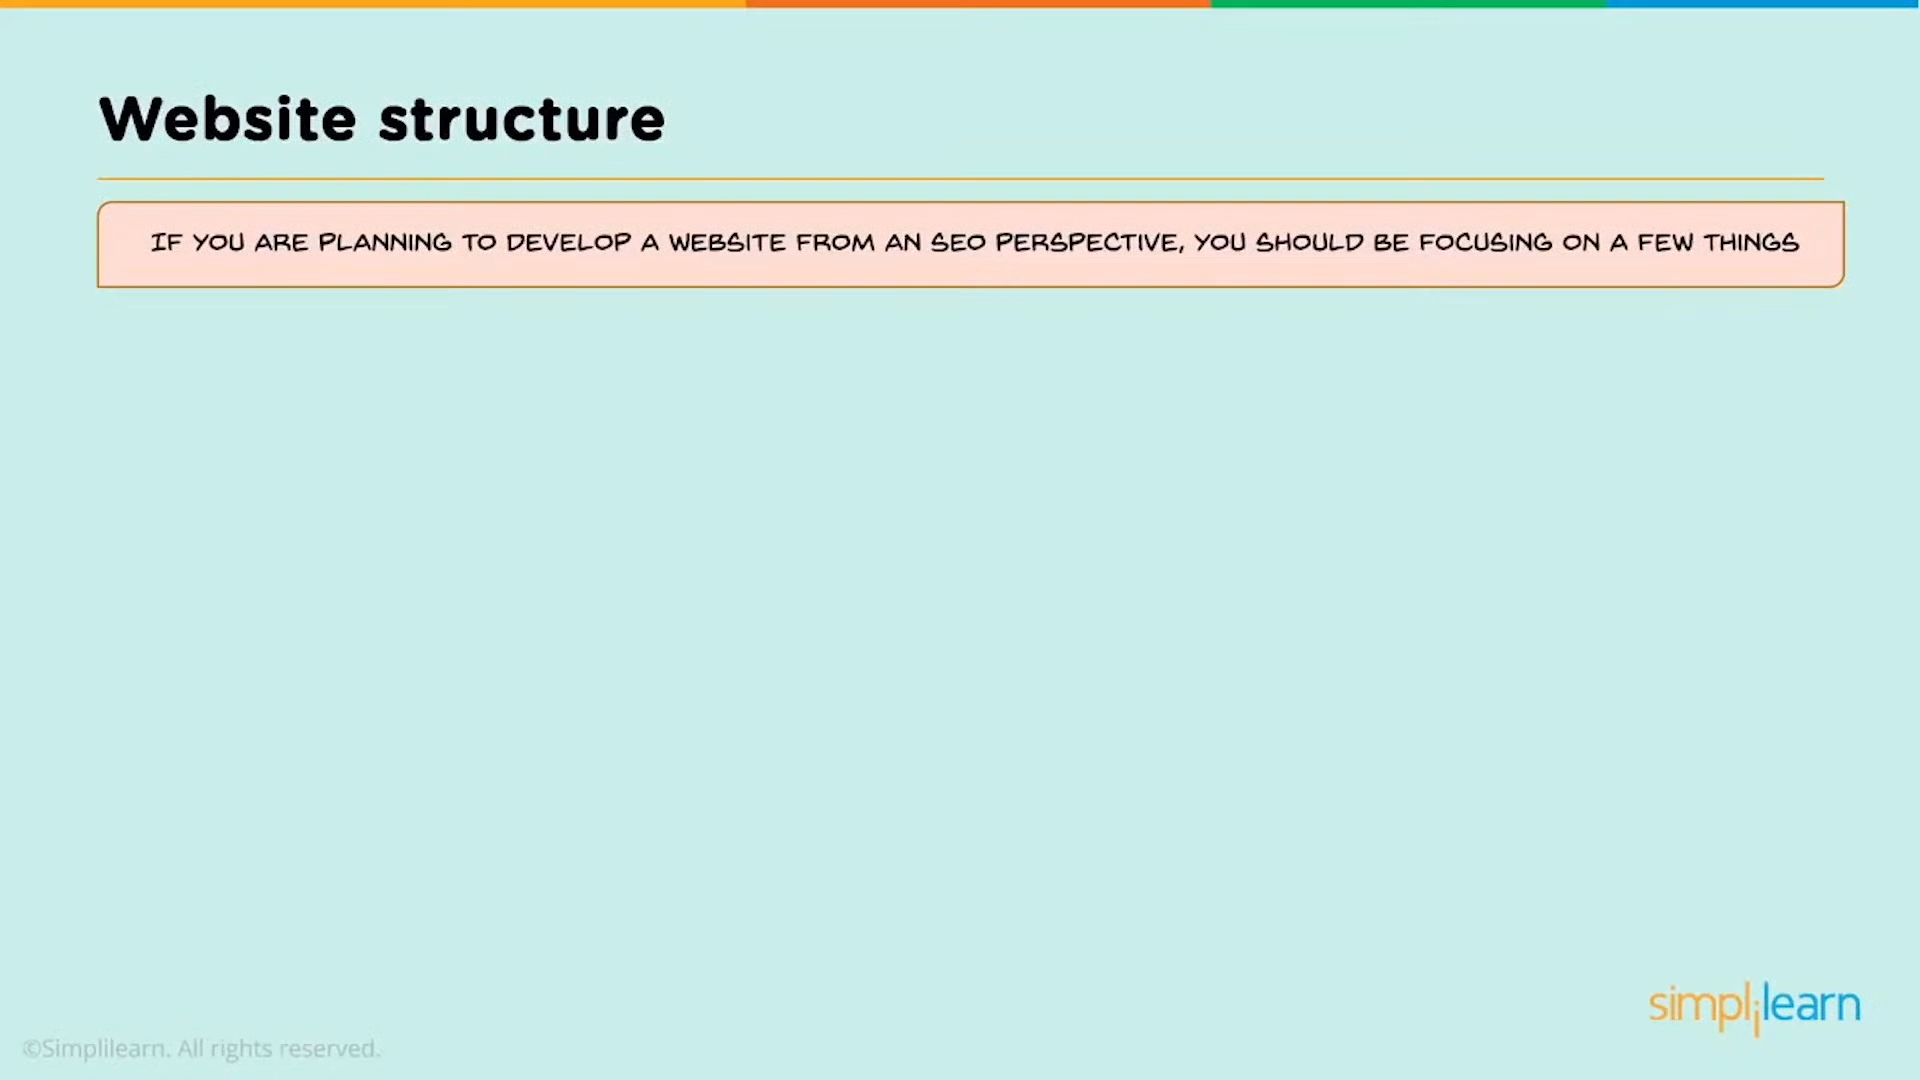 Website structure
IF YOU ARE PLANNING TO DEVELOP A WEBSITE FROM AN SEO PERSPECTIVE, YOU SHOULD BE FOCUSING ON A FEW THINGS
simplilearn
©Simplilearn. All rights reserved.